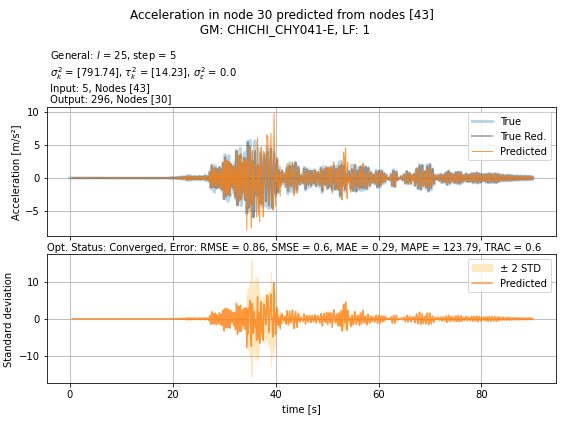 Acceleration in node 30 predicted from nodes [43]
GM: CHICHI_CHY041-E, LF: 1
General: l = 25, step = 5
σ²ₖ = [791.74], τ²ₖ = [14.23], σ²ε = 0.0
Input: 5, Nodes [43]
Output: 296, Nodes [30]
Acceleration [m/s²]
10
5
0
−5
True
True Red.
Predicted
Opt. Status: Converged, Error: RMSE = 0.86, SMSE = 0.6, MAE = 0.29, MAPE = 123.79, TRAC = 0.6
Standard deviation
10
0
−10
± 2 STD
Predicted
0 20 40 60 80
time [s]